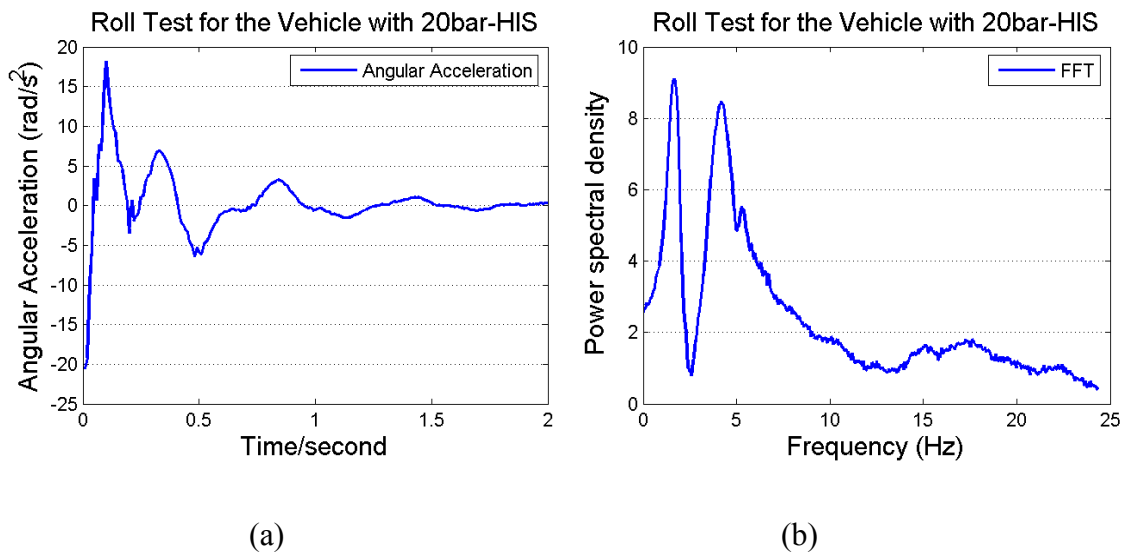 Roll Test for the Vehicle with 20bar-HIS
Angular Acceleration
Angular Acceleration (rad/s²)
20
15
10
5
0
-5
-10
-15
-20
-25
0
0.5
1
1.5
2
Time/second
(a)
Roll Test for the Vehicle with 20bar-HIS
FFT
Power spectral density
10
8
6
4
2
0
0
5
10
15
20
25
Frequency (Hz)
(b)